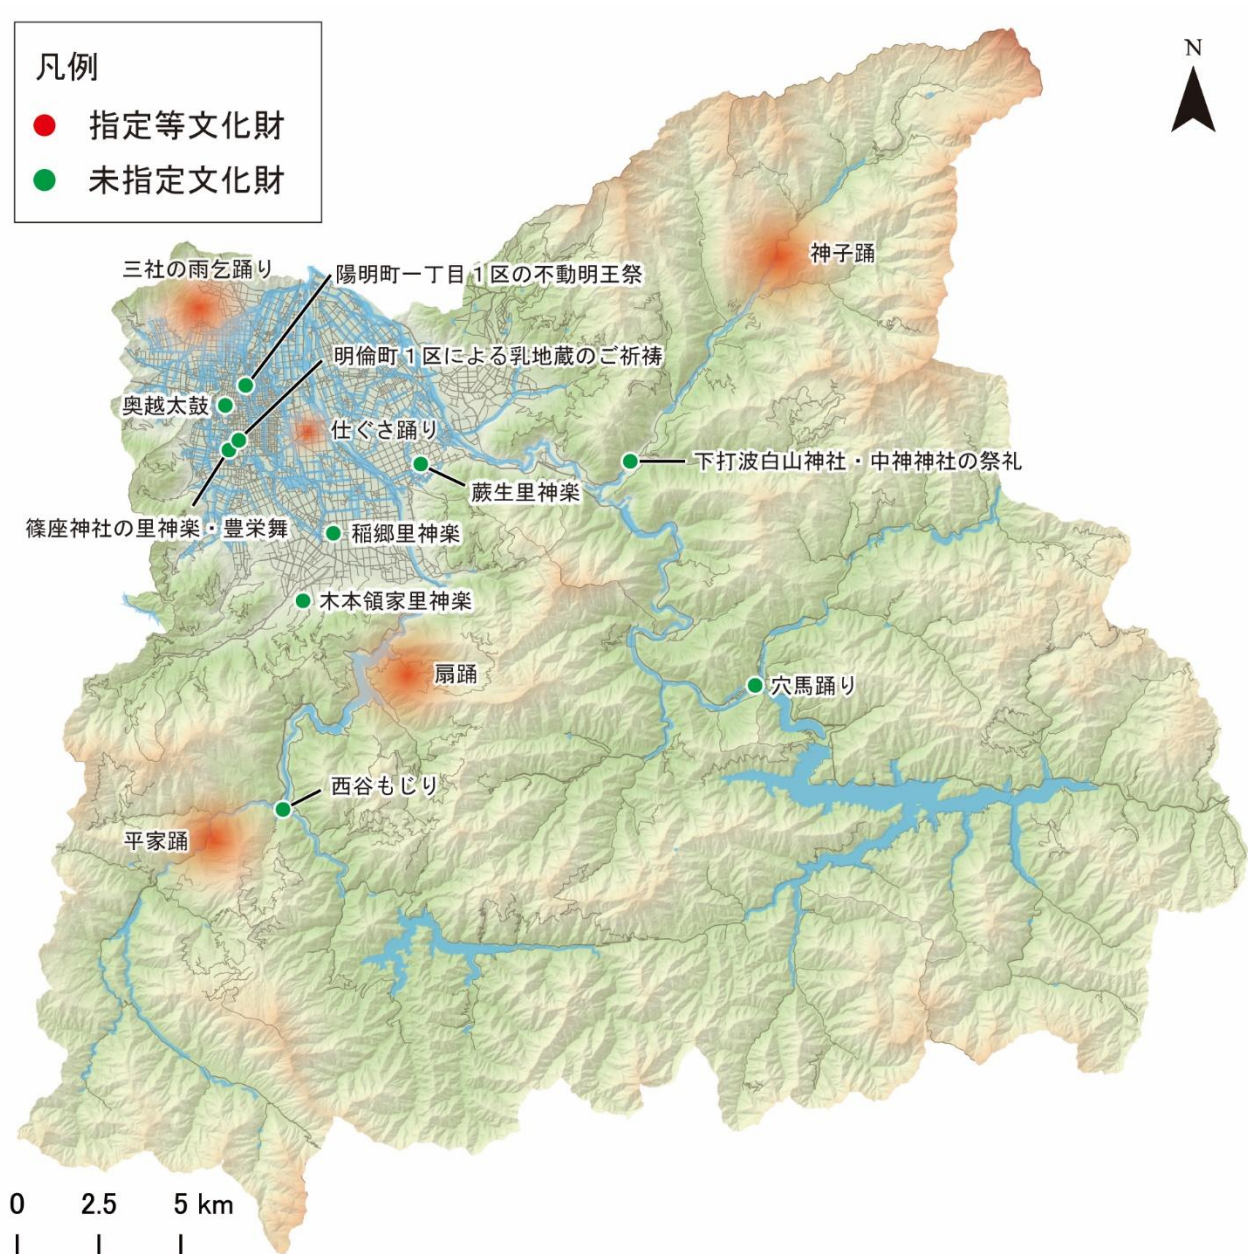 凡例
指定等文化財
未指定文化財
N
神子踊
三社の雨乞踊り
陽明町一丁目1区の不動明王祭
明倫町1区による乳地蔵のご祈祷
奥越太鼓
仕ぐさ踊り
下打波白山神社・中神神社の祭礼
蕨生里神楽
篠座神社の里神楽・豊栄舞
稲郷里神楽
木本領家里神楽
扇踊
穴馬踊り
西谷もじり
平家踊
0 2.5 5 km